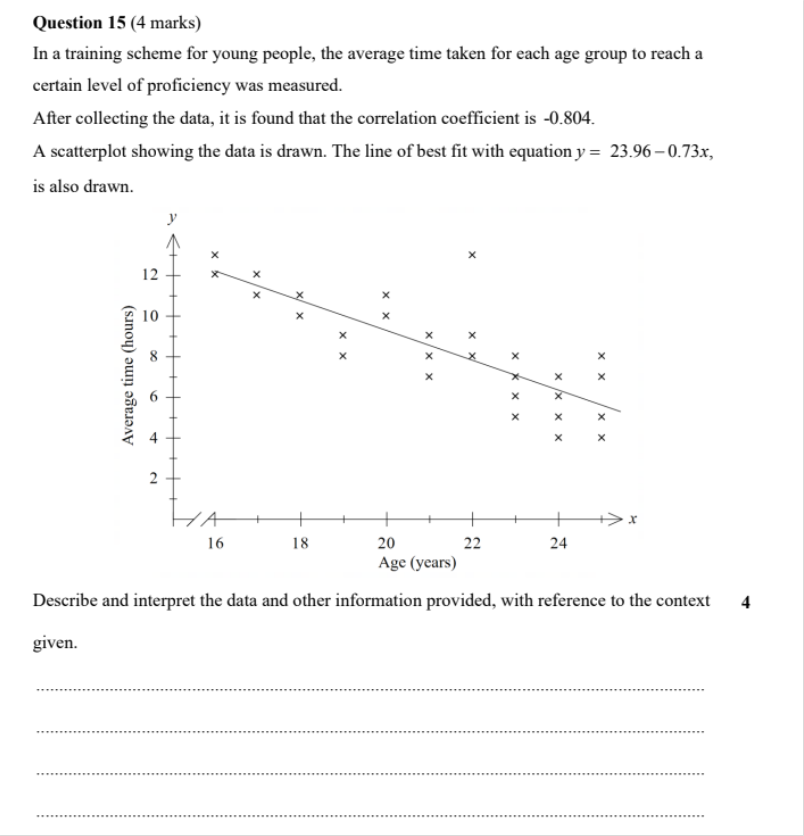 Question 15 (4 marks)
In a training scheme for young people, the average time taken for each age group to reach a
certain level of proficiency was measured.
After collecting the data, it is found that the correlation coefficient is -0.804.
A scatterplot showing the data is drawn. The line of best fit with equation y = 23.96 – 0.73x,
is also drawn.
y
12
10
8
6
4
2
Average time (hours)
x
16 18 20 22 24
Age (years)
Describe and interpret the data and other information provided, with reference to the context 4
given.